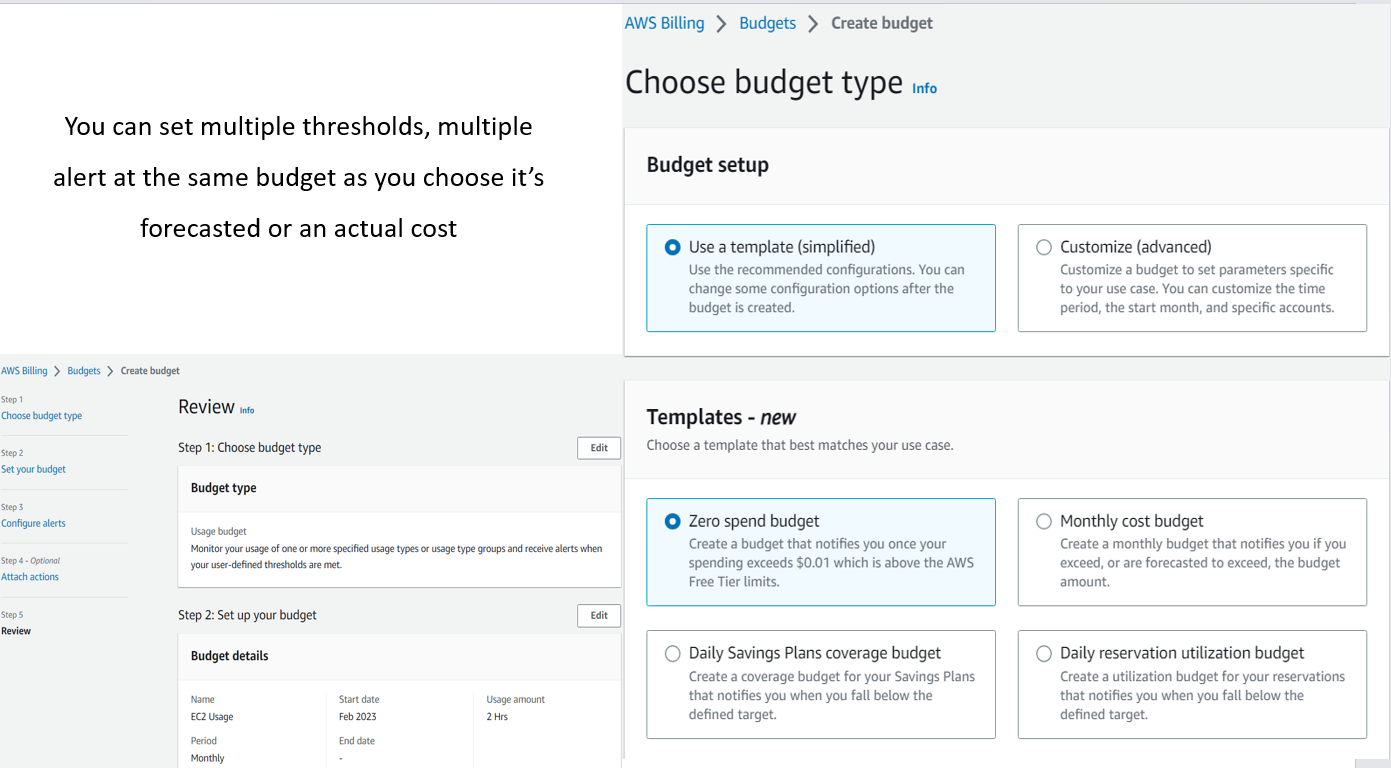 You can set multiple thresholds, multiple
alert at the same budget as you choose it’s
forecasted or an actual cost
AWS Billing > Budgets > Create budget
Choose budget type Info
Budget setup
Use a template (simplified)
Use the recommended configurations. You can
change some configuration options after the
budget is created.
Customize (advanced)
Customize a budget to set parameters specific
to your use case. You can customize the time
period, the start month, and specific accounts.
Templates - new
Choose a template that best matches your use case.
Zero spend budget
Create a budget that notifies you once your
spending exceeds $0.01 which is above the AWS
Free Tier limits.
Monthly cost budget
Create a monthly budget that notifies you if you
exceed, or are forecasted to exceed, the budget
amount.
Daily Savings Plans coverage budget
Create a coverage budget for your Savings Plans
that notifies you when you fall below the
defined target.
Daily reservation utilization budget
Create a utilization budget for your reservations
that notifies you when you fall below the
defined target.
AWS Billing > Budgets > Create budget
Step 1
Choose budget type
Step 2
Set your budget
Step 3
Configure alerts
Step 4 - Optional
Attach actions
Step 5
Review
Review Info
Step 1: Choose budget type
Edit
Budget type
Usage budget
Monitor your usage of one or more specified usage types or usage type groups and receive alerts when
your user-defined thresholds are met.
Step 2: Set up your budget
Edit
Budget details
Name
EC2 Usage
Period
Monthly
Start date
Feb 2023
End date
-
Usage amount
2 Hrs